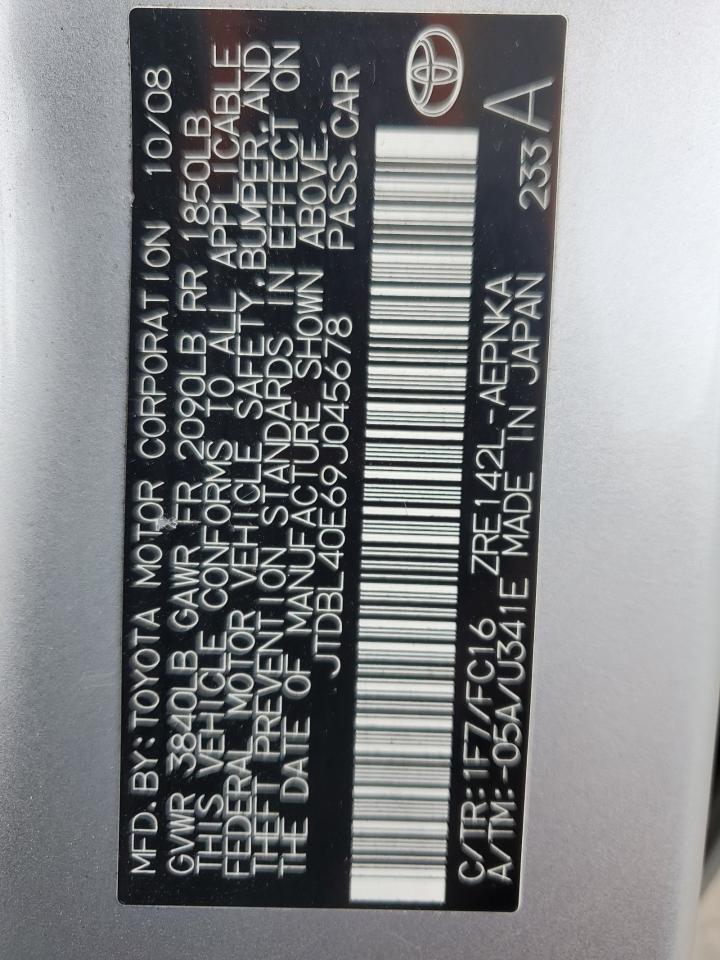 MFD. BY: TOYOTA MOTOR CORPORATION 10/08
GVWR 3840LB GAWR FR 2090LB RR 1850LB
THIS VEHICLE CONFORMS TO ALL APPLICABLE
FEDERAL MOTOR VEHICLE SAFETY, BUMPER, AND
THEFT PREVENTION STANDARDS IN EFFECT ON
THE DATE OF MANUFACTURE SHOWN ABOVE.
JTDBL40E69J045678 PASS. CAR
C/TR: 1F7/FC16 ZRE142L-AEPNKA 233 A
A/TM: -05A/U341E MADE IN JAPAN